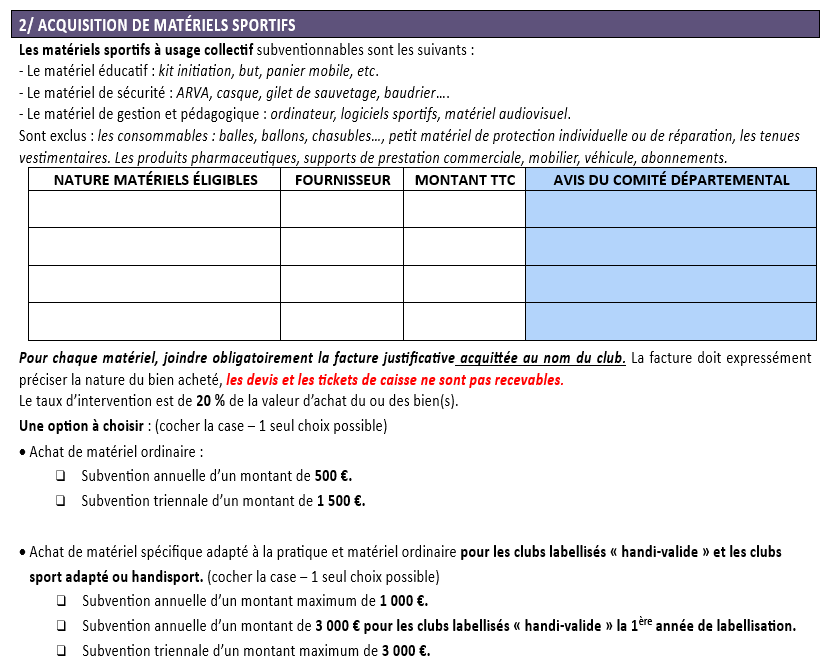 2/ ACQUISITION DE MATÉRIELS SPORTIFS
Les matériels sportifs à usage collectif subventionnables sont les suivants :
- Le matériel éducatif : kit initiation, but, panier mobile, etc.
- Le matériel de sécurité : ARVA, casque, gilet de sauvetage, baudrier….
- Le matériel de gestion et pédagogique : ordinateur, logiciels sportifs, matériel audiovisuel.
Sont exclus : les consommables : balles, ballons, chasubles…, petit matériel de protection individuelle ou de réparation, les tenues
vestimentaires. Les produits pharmaceutiques, supports de prestation commerciale, mobilier, véhicule, abonnements.
NATURE MATÉRIELS ÉLIGIBLES FOURNISSEUR MONTANT TTC AVIS DU COMITÉ DÉPARTEMENTAL
Pour chaque matériel, joindre obligatoirement la facture justificative acquittée au nom du club. La facture doit expressément
préciser la nature du bien acheté, les devis et les tickets de caisse ne sont pas recevables.
Le taux d'intervention est de 20 % de la valeur d'achat du ou des bien(s).
Une option à choisir : (cocher la case – 1 seul choix possible)
• Achat de matériel ordinaire :
❑ Subvention annuelle d'un montant de 500 €.
❑ Subvention triennale d'un montant de 1 500 €.
• Achat de matériel spécifique adapté à la pratique et matériel ordinaire pour les clubs labellisés « handi-valide » et les clubs
sport adapté ou handisport. (cocher la case – 1 seul choix possible)
❑ Subvention annuelle d'un montant maximum de 1 000 €.
❑ Subvention annuelle d'un montant de 3 000 € pour les clubs labellisés « handi-valide » la 1ère année de labellisation.
❑ Subvention triennale d'un montant maximum de 3 000 €.